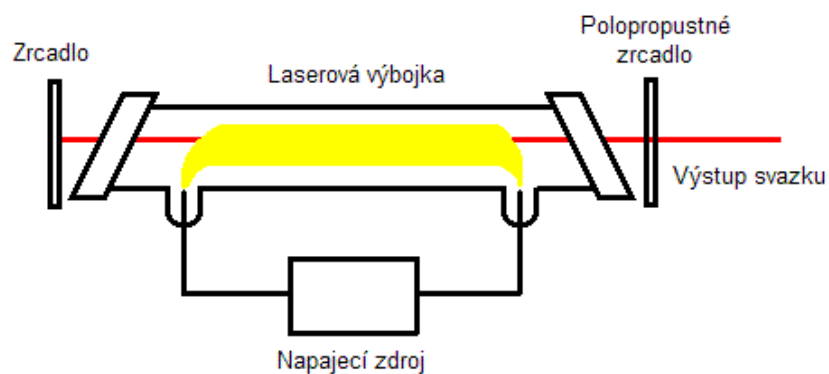 Zrcadlo
Laserová výbojka
Polopropustné
zrcadlo
Výstup svazku
Napajecí zdroj